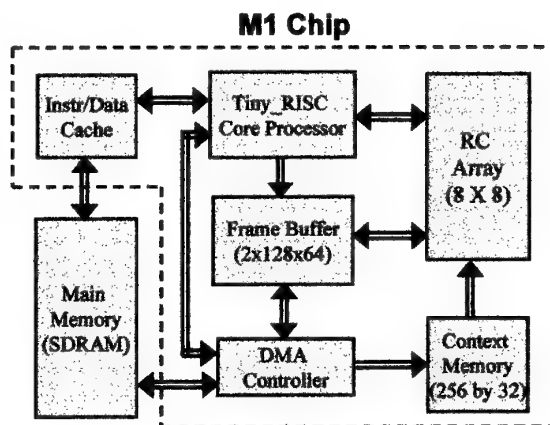 M1 Chip
Instr/Data
Cache
Tiny_RISC
Core Processor
RC
Array
(8 X 8)
Frame Buffer
(2x128x64)
Main
Memory
(SDRAM)
DMA
Controller
Context
Memory
(256 by 32)